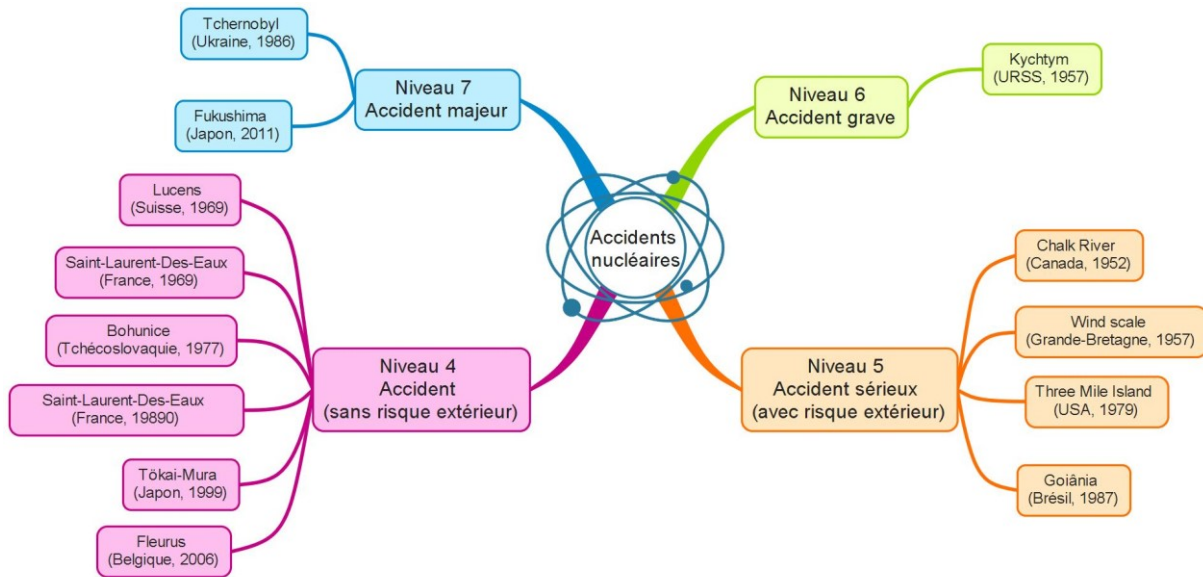 Accidents
nucléaires
Niveau 7
Accident majeur
Tchernobyl
(Ukraine, 1986)
Fukushima
(Japon, 2011)
Niveau 6
Accident grave
Kychtym
(URSS, 1957)
Niveau 5
Accident sérieux
(avec risque extérieur)
Chalk River
(Canada, 1952)
Wind scale
(Grande-Bretagne, 1957)
Three Mile Island
(USA, 1979)
Goiânia
(Brésil, 1987)
Niveau 4
Accident
(sans risque extérieur)
Lucens
(Suisse, 1969)
Saint-Laurent-Des-Eaux
(France, 1969)
Bohunice
(Tchécoslovaquie, 1977)
Saint-Laurent-Des-Eaux
(France, 19890)
Tökai-Mura
(Japon, 1999)
Fleurus
(Belgique, 2006)